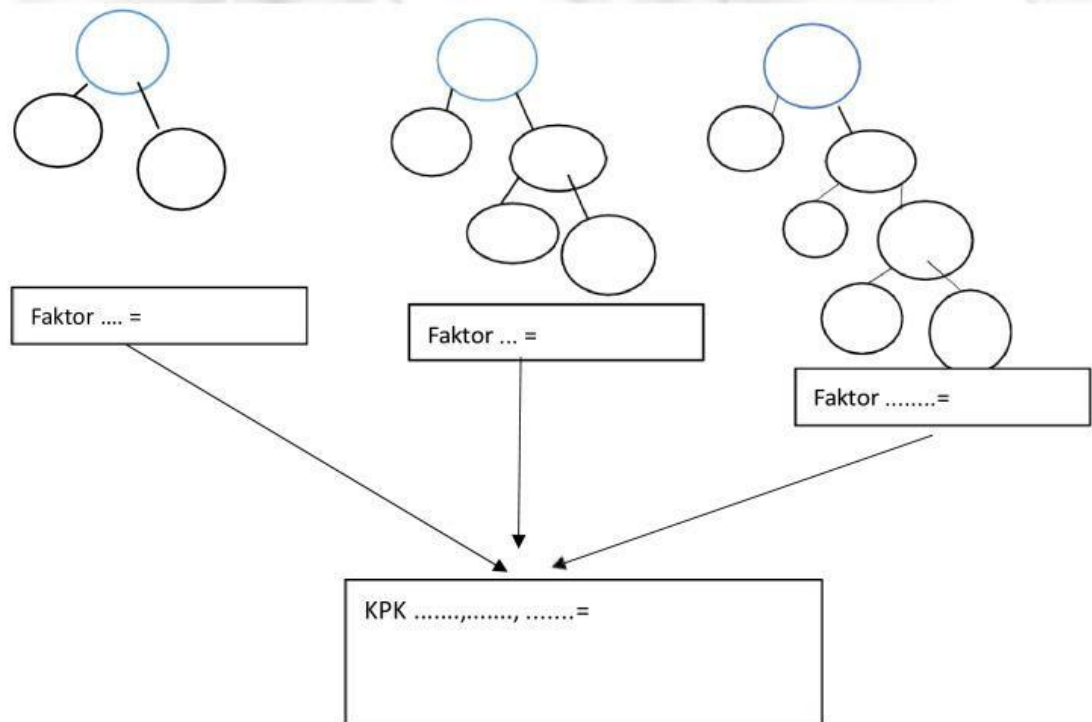 Faktor .... =
Faktor ... =
Faktor ........=
KPK .......,......., .......=